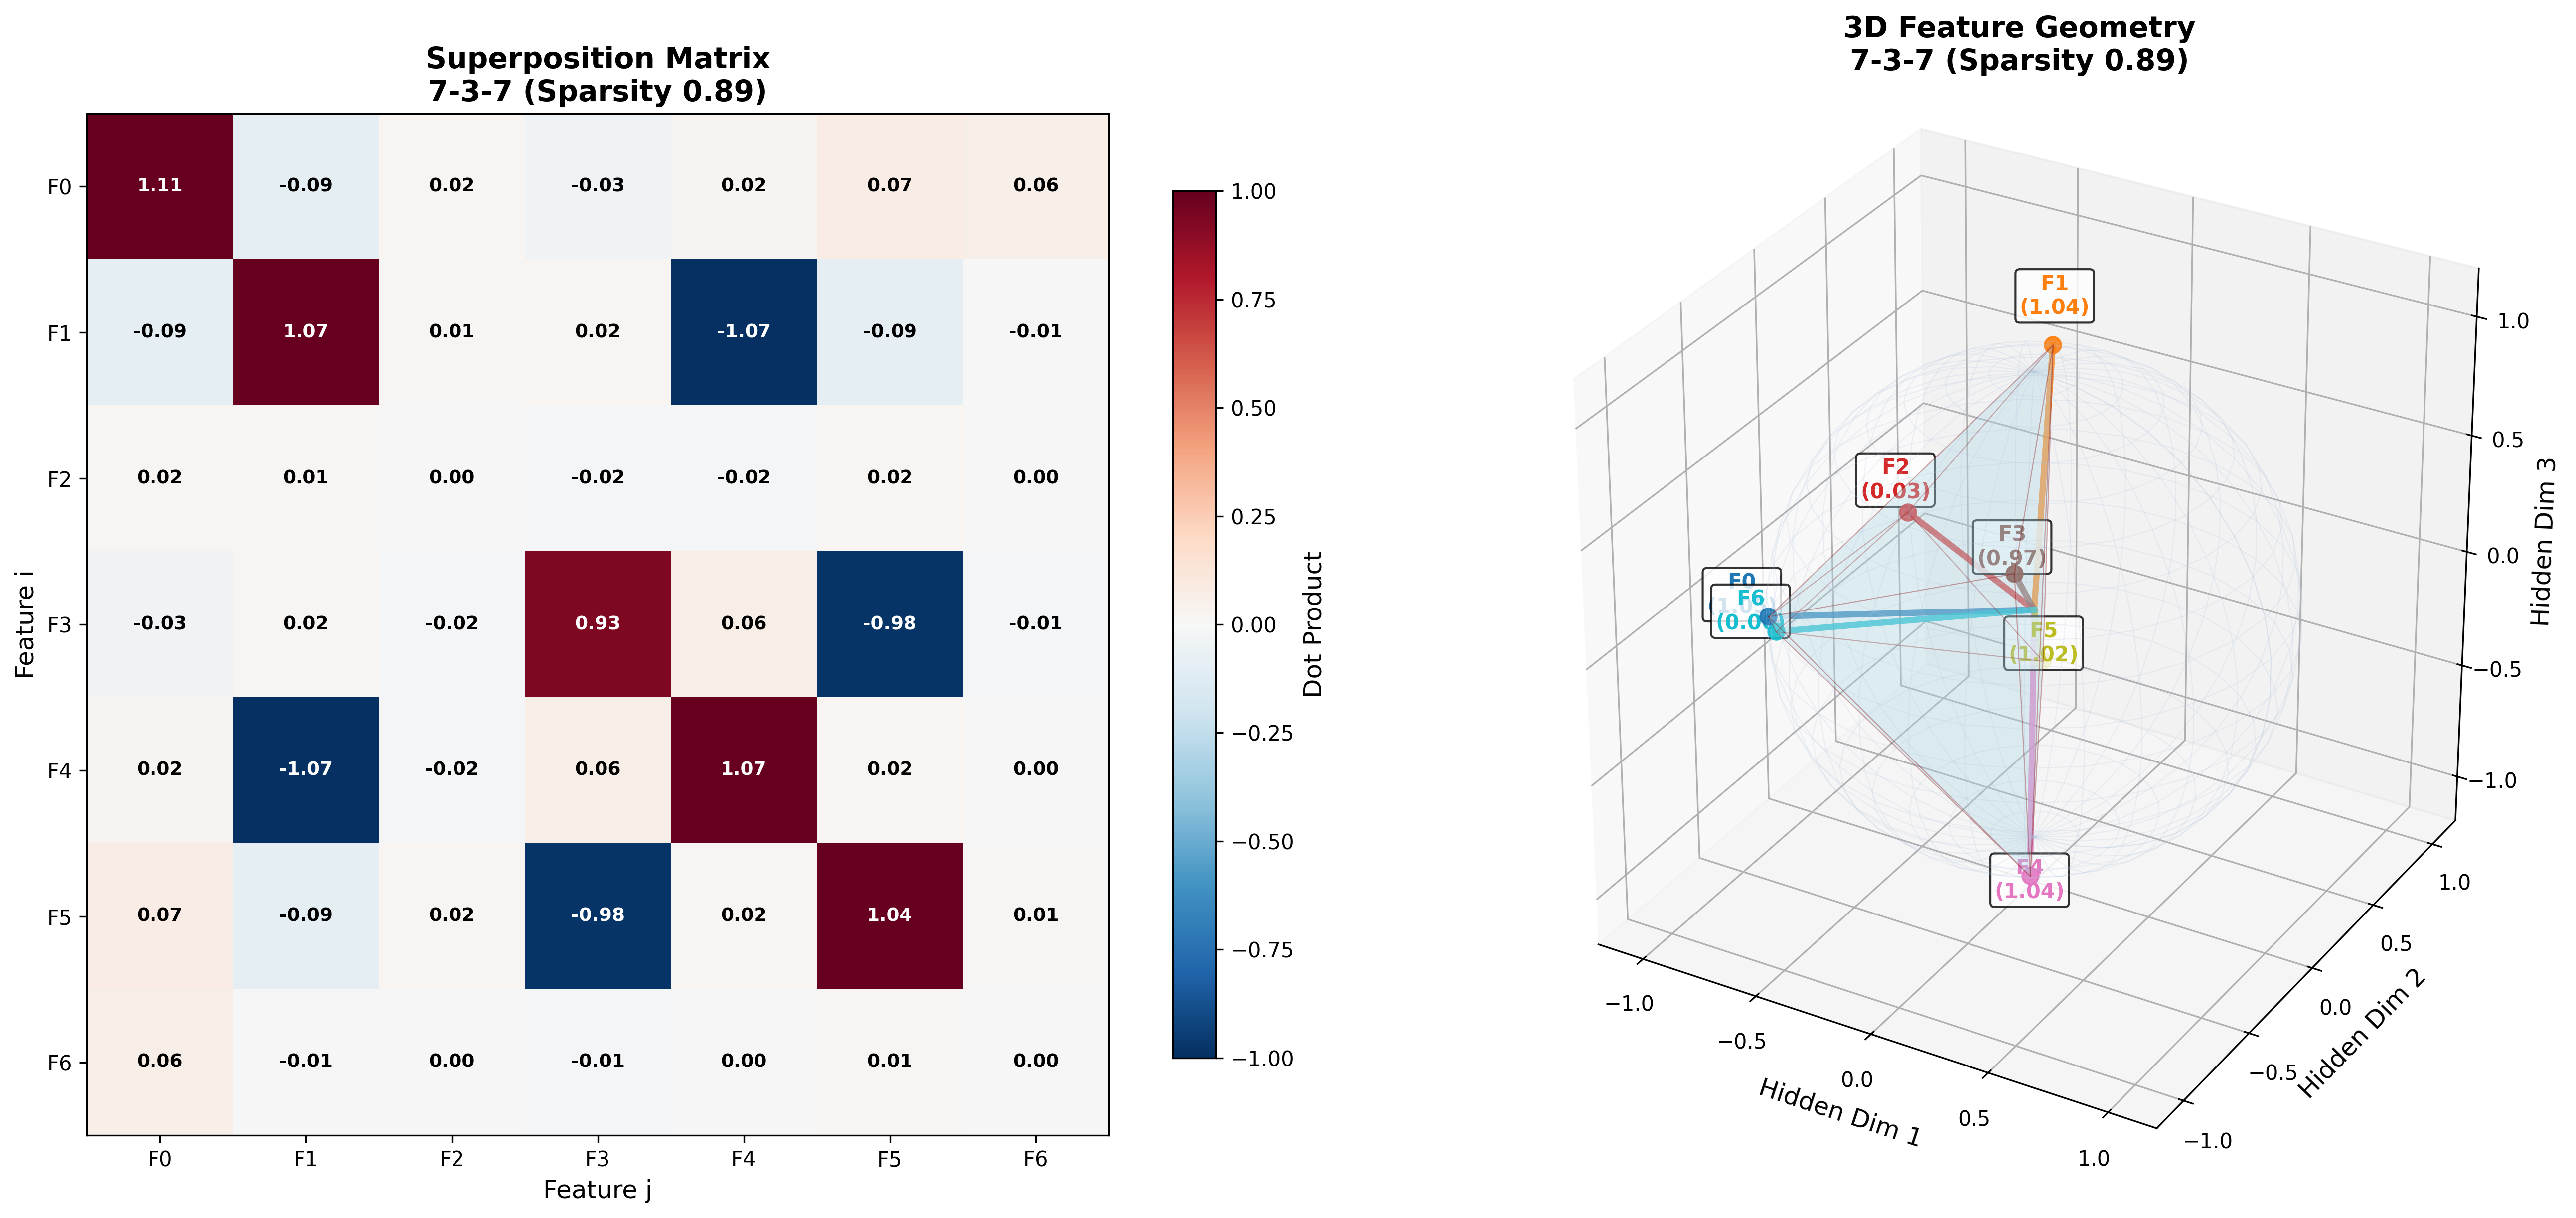 Superposition Matrix
7-3-7 (Sparsity 0.89)
F0 1.11 -0.09 0.02 -0.03 0.02 0.07 0.06
F1 -0.09 1.07 0.01 0.02 -1.07 -0.09 -0.01
F2 0.02 0.01 0.00 -0.02 -0.02 0.02 0.00
F3 -0.03 0.02 -0.02 0.93 0.06 -0.98 -0.01
F4 0.02 -1.07 -0.02 0.06 1.07 0.02 0.00
F5 0.07 -0.09 0.02 -0.98 0.02 1.04 0.01
F6 0.06 -0.01 0.00 -0.01 0.00 0.01 0.00
F0 F1 F2 F3 F4 F5 F6
Feature j
Feature i
1.00
0.75
0.50
0.25
0.00
−0.25
−0.50
−0.75
−1.00
Dot Product
3D Feature Geometry
7-3-7 (Sparsity 0.89)
F1
(1.04)
F2
(0.03)
F3
(0.97)
F0
F6
F5
(1.02)
F4
(1.04)
1.0
0.5
0.0
−0.5
−1.0
Hidden Dim 3
1.0
0.5
0.0
−0.5
−1.0
Hidden Dim 2
−1.0
−0.5
0.0
0.5
1.0
Hidden Dim 1